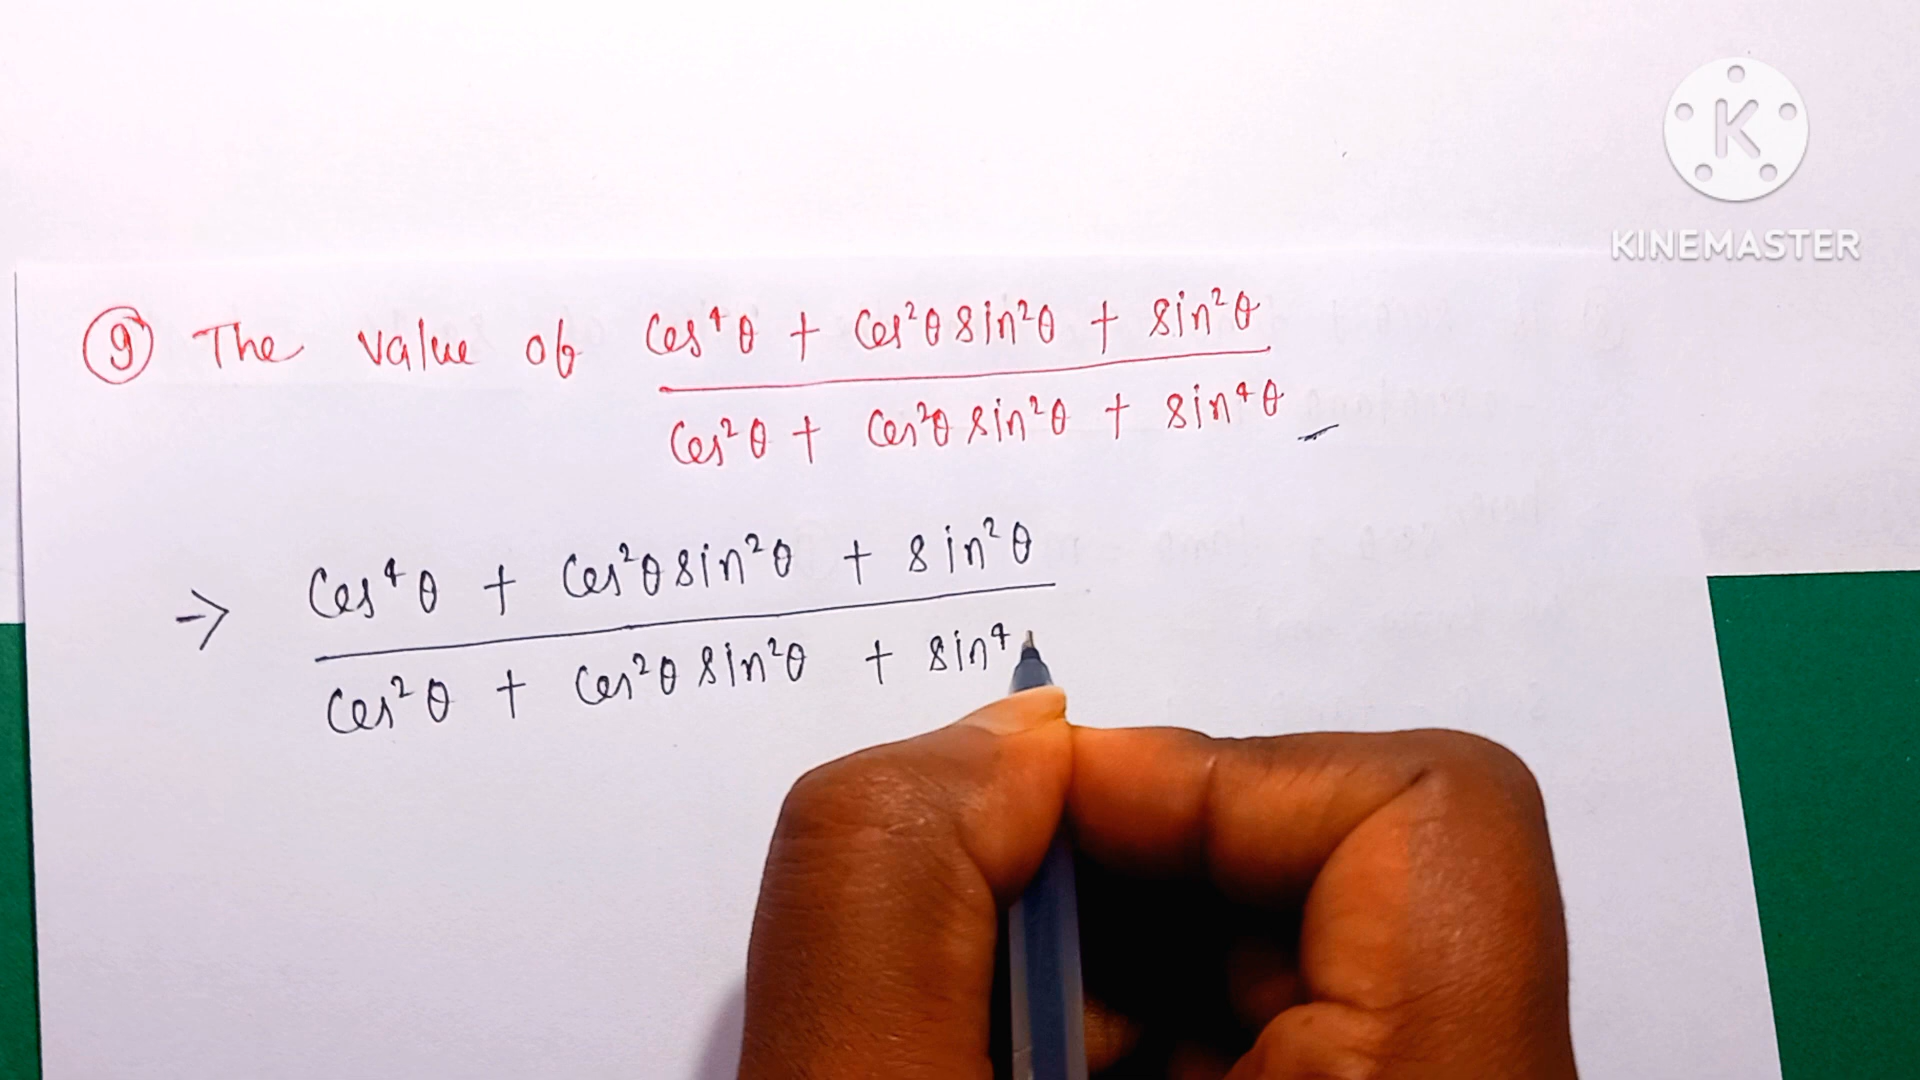 K
KINEMASTER
9 The value of cos⁴θ + cos²θ sin²θ + sin²θ
cos²θ + cos²θ sin²θ + sin⁴θ
→ cos⁴θ + cos²θ sin²θ + sin²θ
cos²θ + cos²θ sin²θ + sin⁴